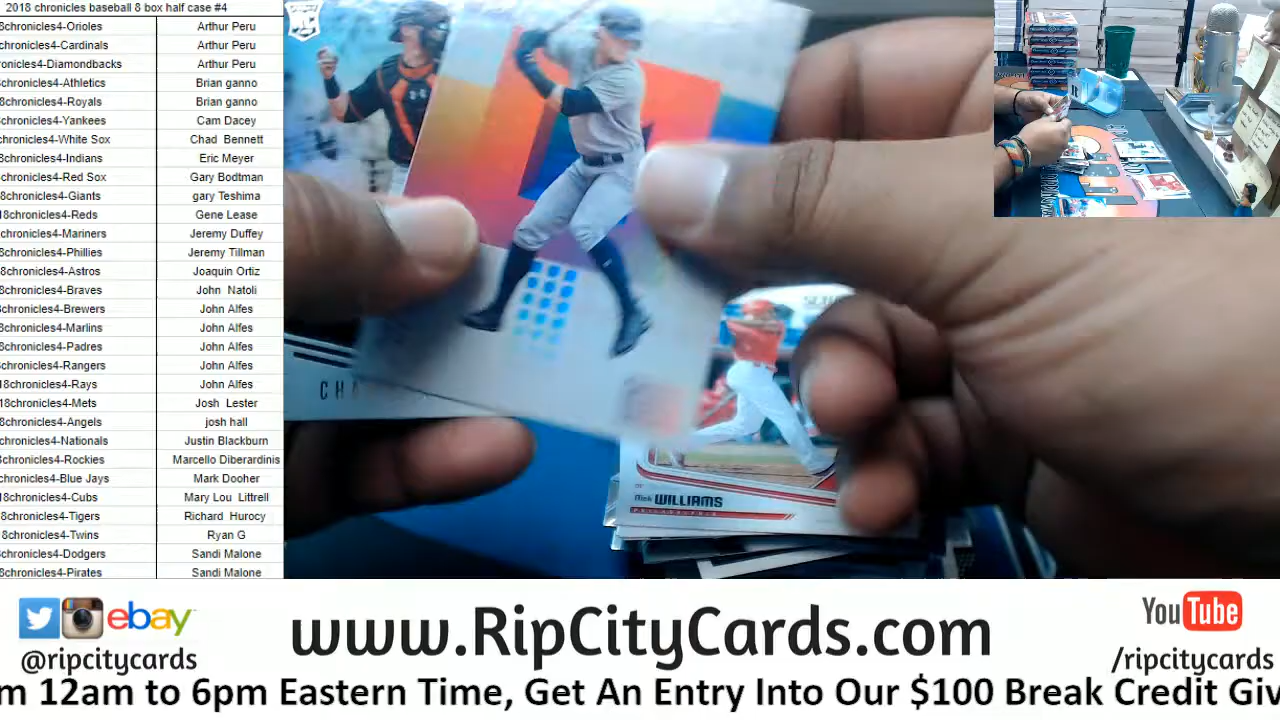 2018 chronicles baseball 8 box half case #4
8chronicles4-Orioles Arthur Peru
chronicles4-Cardinals Arthur Peru
ronicles4-Diamondbacks Arthur Peru
chronicles4-Athletics Brian ganno
8chronicles4-Royals Brian ganno
chronicles4-Yankees Cam Dacey
hronicles4-White Sox Chad Bennett
chronicles4-Indians Eric Meyer
chronicles4-Red Sox Gary Bodtman
8chronicles4-Giants gary Teshima
18chronicles4-Reds Gene Lease
chronicles4-Mariners Jeremy Duffey
chronicles4-Phillies Jeremy Tillman
8chronicles4-Astros Joaquin Ortiz
8chronicles4-Braves John Natoli
8chronicles4-Brewers John Alfes
8chronicles4-Marlins John Alfes
8chronicles4-Padres John Alfes
8chronicles4-Rangers John Alfes
18chronicles4-Rays John Alfes
18chronicles4-Mets Josh Lester
8chronicles4-Angels josh hall
chronicles4-Nationals Justin Blackburn
8chronicles4-Rockies Marcello Diberardinis
chronicles4-Blue Jays Mark Dooher
18chronicles4-Cubs Mary Lou Littrell
8chronicles4-Tigers Richard Hurocy
8chronicles4-Twins Ryan G
8chronicles4-Dodgers Sandi Malone
8chronicles4-Pirates Sandi Malone
RC
CHA
Nick WILLIAMS
PHILADELPHIA
ebay
@ripcitycards
www.RipCityCards.com
YouTube
/ripcitycards
m 12am to 6pm Eastern Time, Get An Entry Into Our $100 Break Credit Giv